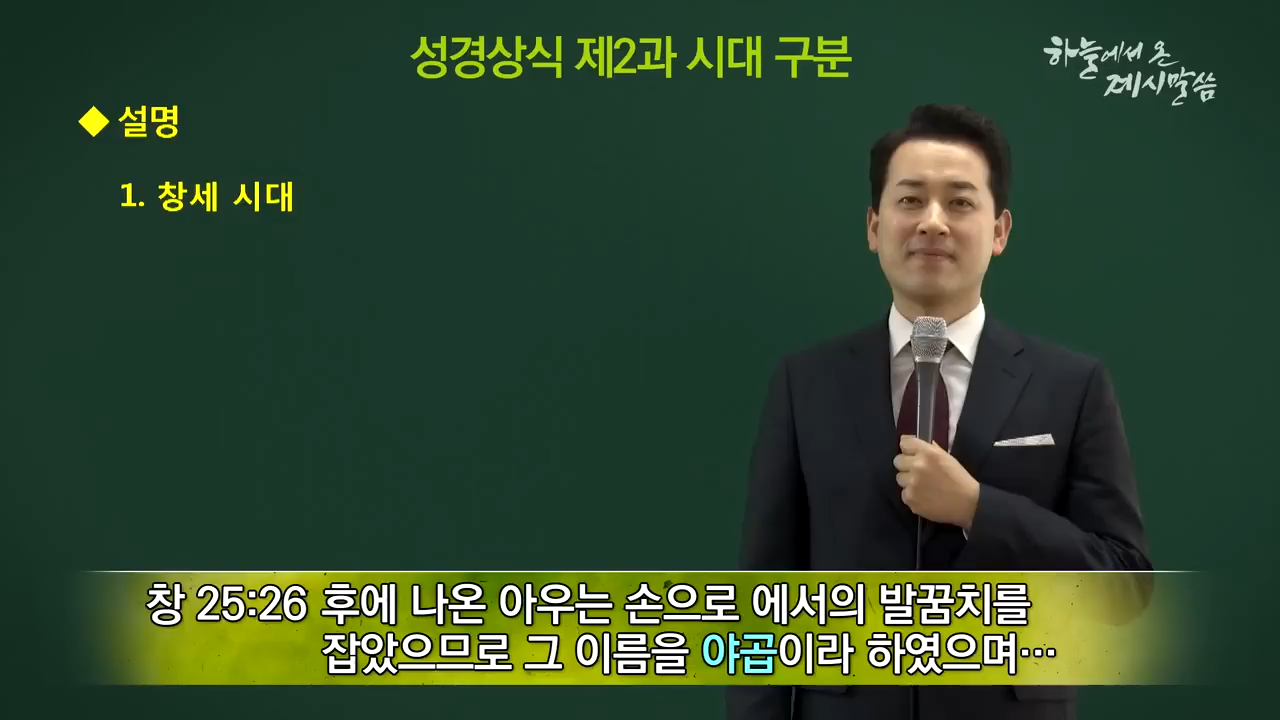 성경상식 제2과 시대 구분
하늘에서 온
계시말씀
◆ 설명
1. 창세 시대
창 25:26 후에 나온 아우는 손으로 에서의 발꿈치를
잡았으므로 그 이름을 야곱이라 하였으며…